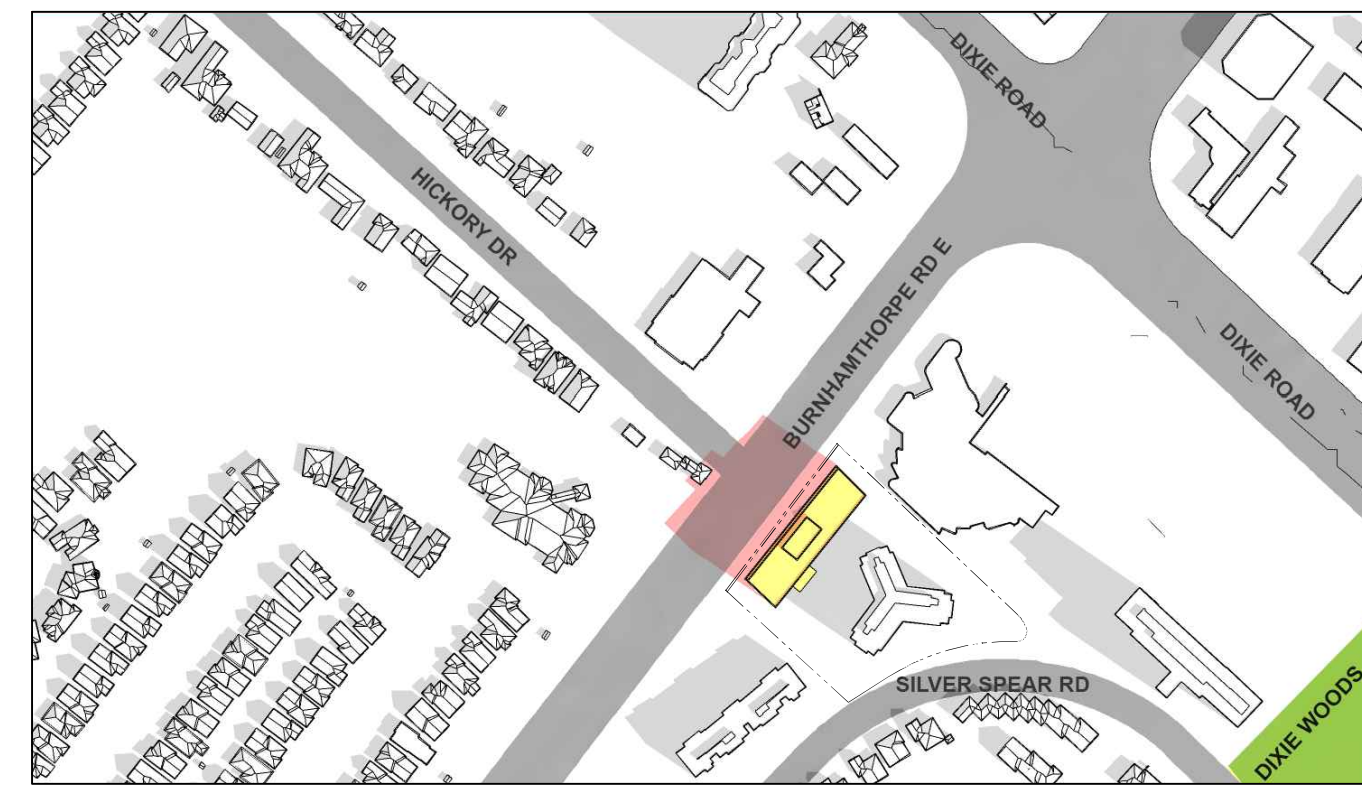 DIXIE ROAD
HICKORY DR
BURNHAMTHORPE RD E
DIXIE ROAD
SILVER SPEAR RD
DIXIE WOODS